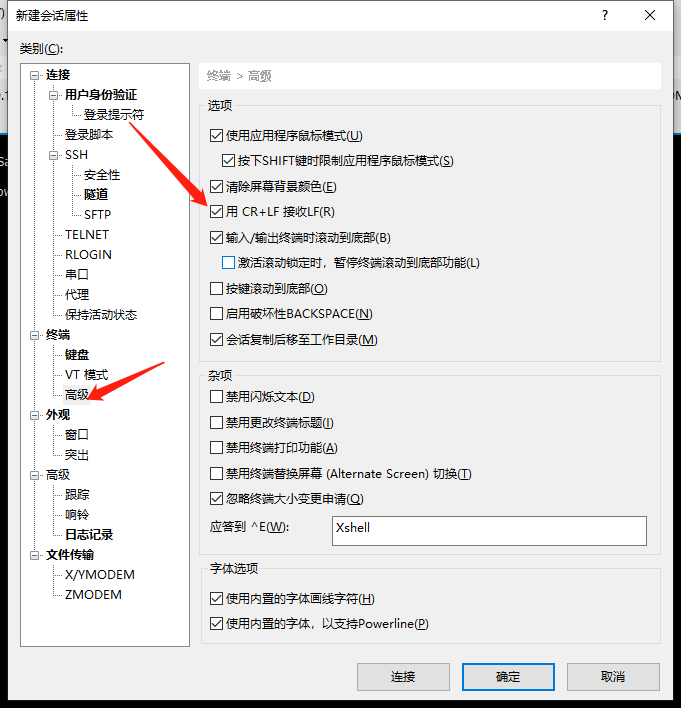 新建会话属性
?
类别(C):
连接
用户身份验证
登录提示符
登录脚本
SSH
安全性
隧道
SFTP
TELNET
RLOGIN
串口
代理
保持活动状态
终端
键盘
VT 模式
高级
外观
窗口
突出
高级
跟踪
响铃
日志记录
文件传输
X/YMODEM
ZMODEM
终端 > 高级
选项
使用应用程序鼠标模式(U)
按下SHIFT键时限制应用程序鼠标模式(S)
清除屏幕背景颜色(E)
用 CR+LF 接收LF(R)
输入/输出终端时滚动到底部(B)
激活滚动锁定时，暂停终端滚动到底部功能(L)
按键滚动到底部(O)
启用破坏性BACKSPACE(N)
会话复制后移至工作目录(M)
杂项
禁用闪烁文本(D)
禁用更改终端标题(I)
禁用终端打印功能(A)
禁用终端替换屏幕 (Alternate Screen) 切换(T)
忽略终端大小变更申请(Q)
应答到 ^E(W):
Xshell
字体选项
使用内置的字体画线字符(H)
使用内置的字体，以支持Powerline(P)
连接
确定
取消